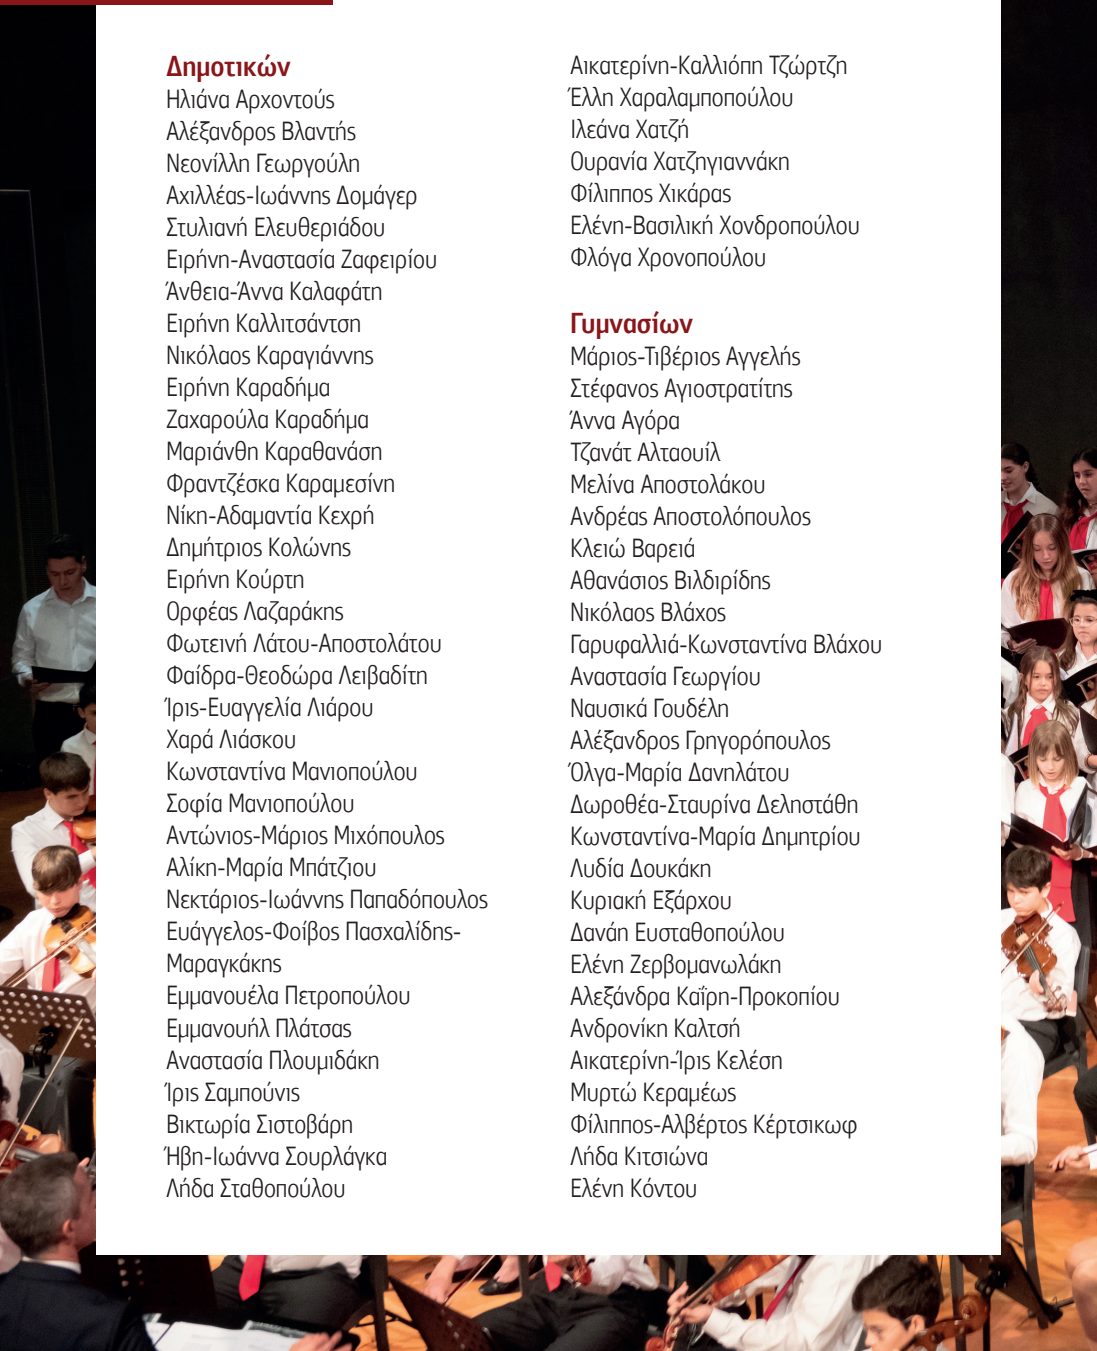 Δημοτικών
Ηλιάνα Αρχοντούς
Αλέξανδρος Βλαντής
Νεονίλλη Γεωργούλη
Αχιλλέας-Ιωάννης Δομάγερ
Στυλιανή Ελευθεριάδου
Ειρήνη-Αναστασία Ζαφειρίου
Άνθεια-Άννα Καλαφάτη
Ειρήνη Καλλιτσάντση
Νικόλαος Καραγιάννης
Ειρήνη Καραδήμα
Ζαχαρούλα Καραδήμα
Μαριάνθη Καραθανάση
Φραντζέσκα Καραμεσίνη
Νίκη-Αδαμαντία Κεχρή
Δημήτριος Κολώνης
Ειρήνη Κούρτη
Ορφέας Λαζαράκης
Φωτεινή Λάτου-Αποστολάτου
Φαίδρα-Θεοδώρα Λειβαδίτη
Ίρις-Ευαγγελία Λιάρου
Χαρά Λιάσκου
Κωνσταντίνα Μανιοπούλου
Σοφία Μανιοπούλου
Αντώνιος-Μάριος Μιχόπουλος
Αλίκη-Μαρία Μπάτζιου
Νεκτάριος-Ιωάννης Παπαδόπουλος
Ευάγγελος-Φοίβος Πασχαλίδης-
Μαραγκάκης
Εμμανουέλα Πετροπούλου
Εμμανουήλ Πλάτσας
Αναστασία Πλουμιδάκη
Ίρις Σαμπούνις
Βικτωρία Σιστοβάρη
Ήβη-Ιωάννα Σουρλάγκα
Λήδα Σταθοπούλου
Αικατερίνη-Καλλιόπη Τζώρτζη
Έλλη Χαραλαμποπούλου
Ιλεάνα Χατζή
Ουρανία Χατζηγιαννάκη
Φίλιππος Χικάρας
Ελένη-Βασιλική Χονδροπούλου
Φλόγα Χρονοπούλου
Γυμνασίων
Μάριος-Τιβέριος Αγγελής
Στέφανος Αγιοστρατίτης
Άννα Αγόρα
Τζανάτ Αλταουίλ
Μελίνα Αποστολάκου
Ανδρέας Αποστολόπουλος
Κλειώ Βαρειά
Αθανάσιος Βιλδιρίδης
Νικόλαος Βλάχος
Γαρυφαλλιά-Κωνσταντίνα Βλάχου
Αναστασία Γεωργίου
Ναυσικά Γουδέλη
Αλέξανδρος Γρηγορόπουλος
Όλγα-Μαρία Δανηλάτου
Δωροθέα-Σταυρίνα Δεληστάθη
Κωνσταντίνα-Μαρία Δημητρίου
Λυδία Δουκάκη
Κυριακή Εξάρχου
Δανάη Ευσταθοπούλου
Ελένη Ζερβομανωλάκη
Αλεξάνδρα Καΐρη-Προκοπίου
Ανδρονίκη Καλτσή
Αικατερίνη-Ίρις Κελέση
Μυρτώ Κεραμέως
Φίλιππος-Αλβέρτος Κέρτσικωφ
Λήδα Κιτσιώνα
Ελένη Κόντου